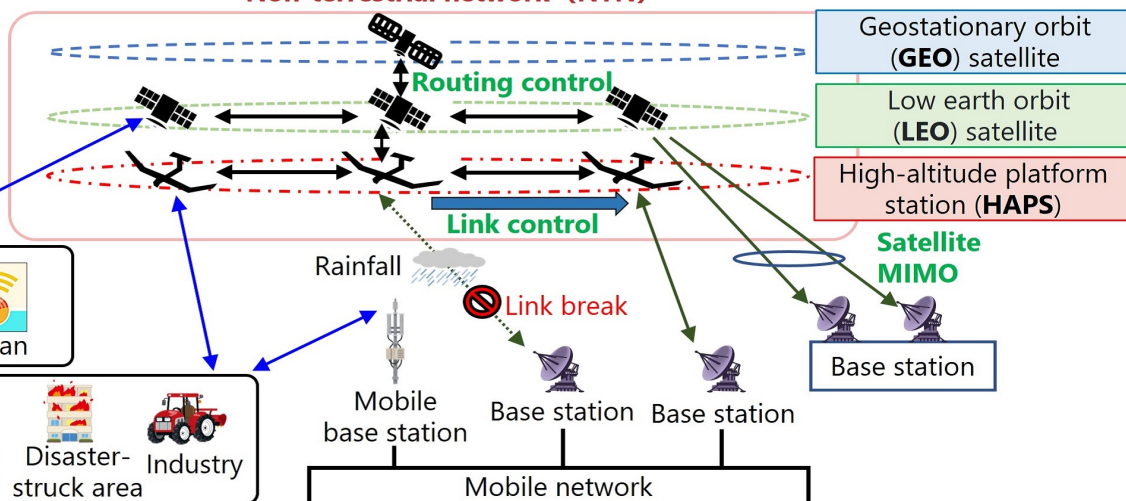 Geostationary orbit
(GEO) satellite
Routing control
Low earth orbit
(LEO) satellite
High-altitude platform
station (HAPS)
Link control
Satellite
MIMO
Rainfall
Link break
an
Base station
Mobile
base station
Base station
Base station
Disaster-
struck area
Industry
Mobile network